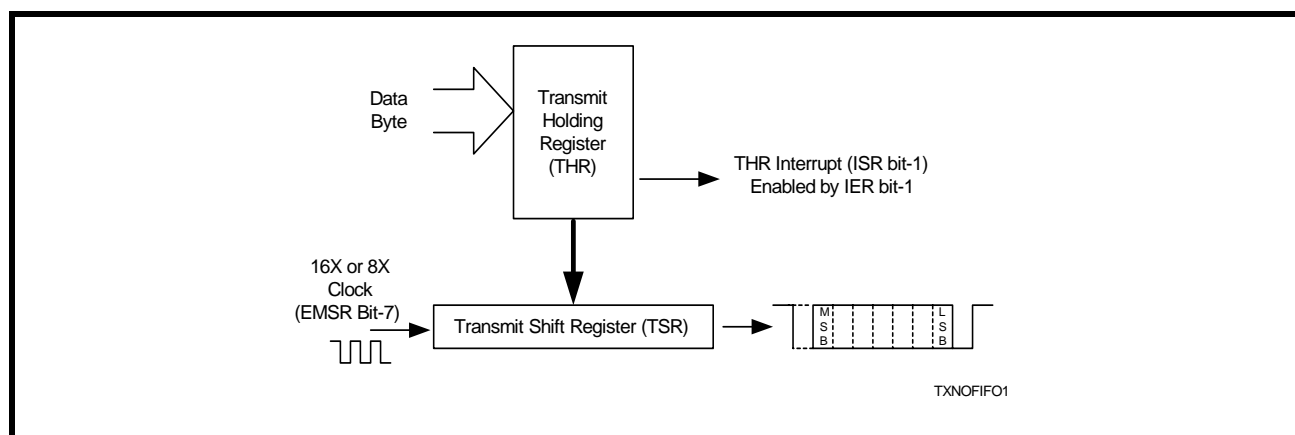 Data
Byte
Transmit
Holding
Register
(THR)
THR Interrupt (ISR bit-1)
Enabled by IER bit-1
16X or 8X
Clock
(EMSR Bit-7)
Transmit Shift Register (TSR)
M
S
B
L
S
B
TXNOFIFO1